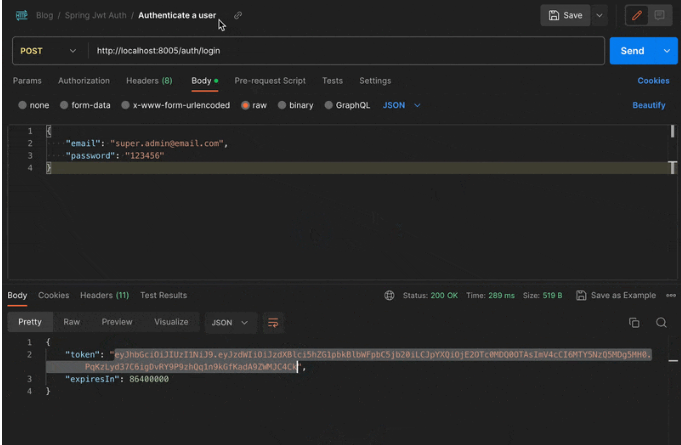 Blog / Spring Jwt Auth / Authenticate a user
Save
POST http://localhost:8005/auth/login
Send
Params Authorization Headers (8) Body Pre-request Script Tests Settings Cookies
none form-data x-www-form-urlencoded raw binary GraphQL JSON Beautify
1 {
2 "email": "super.admin@email.com",
3 "password": "123456"
4 }
Body Cookies Headers (11) Test Results Status: 200 OK Time: 289 ms Size: 519 B Save as Example
Pretty Raw Preview Visualize JSON
1 {
2 "token":
3 "expiresIn": 86400000
4 }